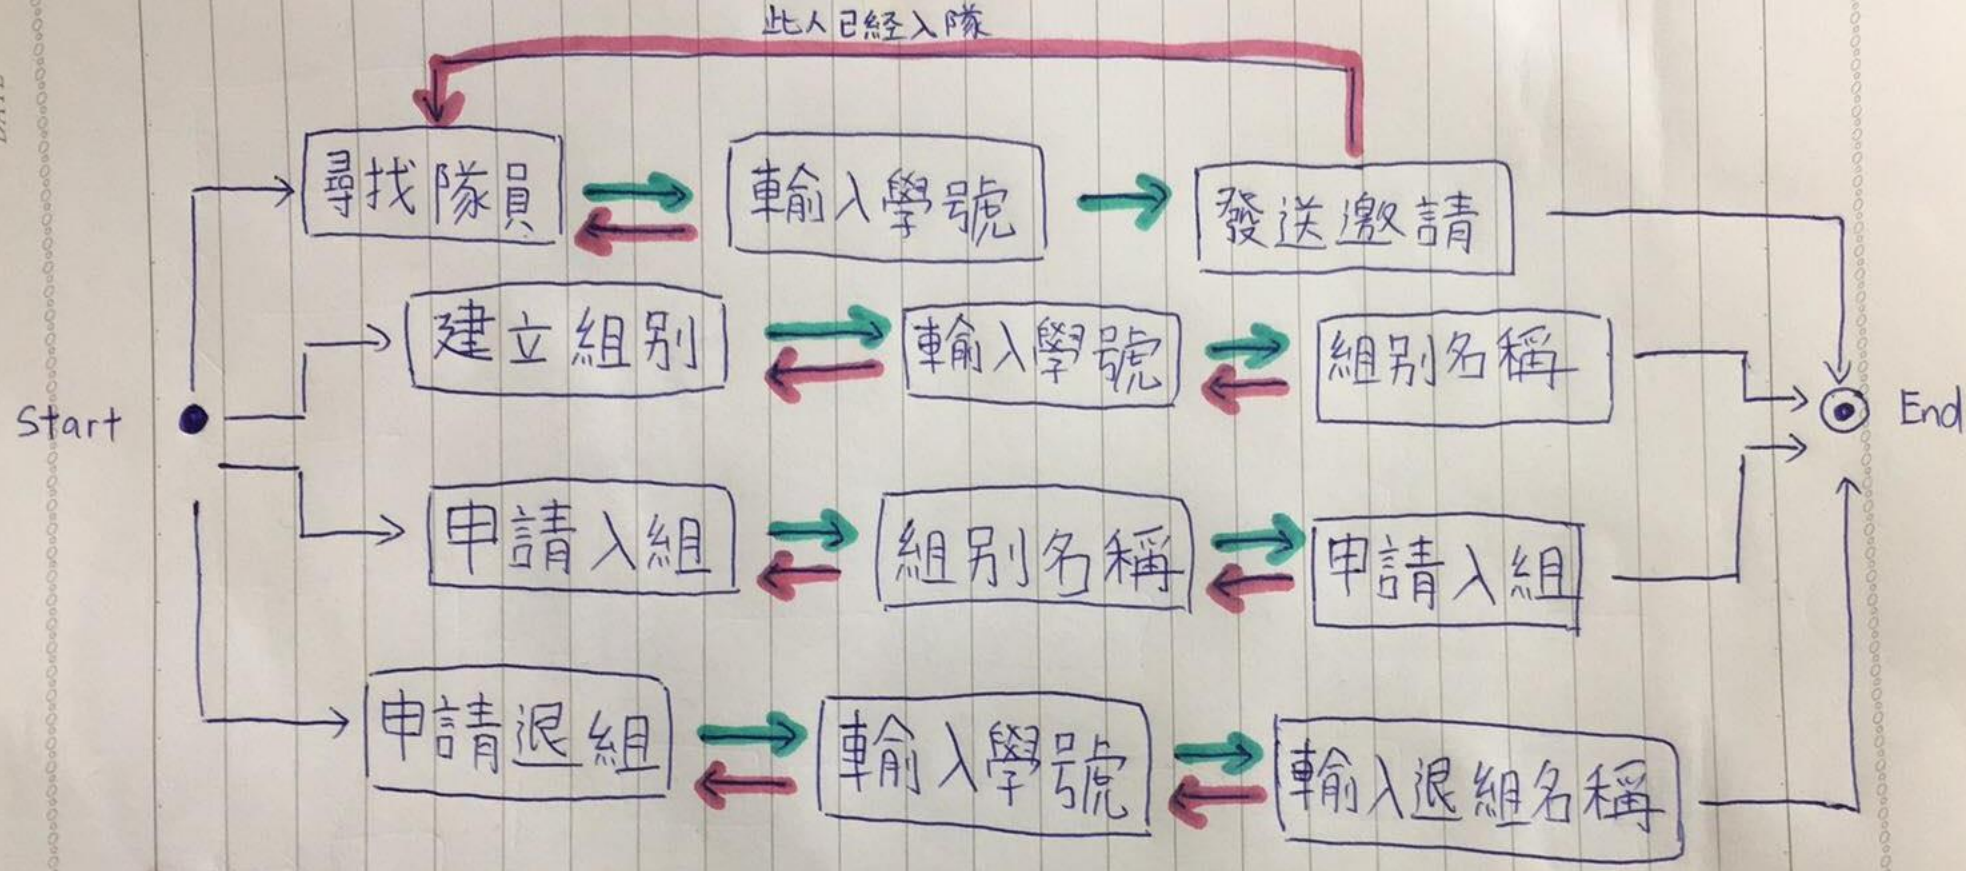 此人已經入隊
尋找隊員
輸入學號
發送邀請
建立組別
輸入學號
組別名稱
Start
End
申請入組
組別名稱
申請入組
申請退組
輸入學號
輸入退組名稱